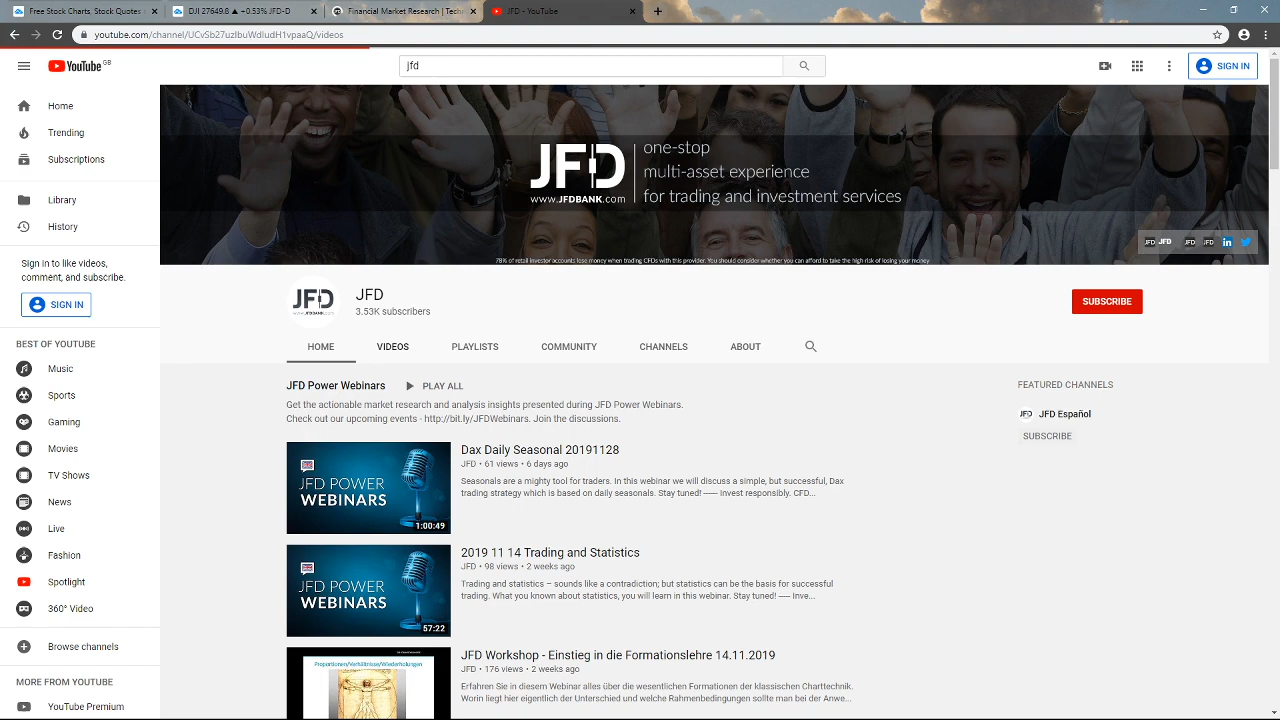 Free Stock Charts, Stock Quotes
DJI 27649.8 ▲ +0.53% DJF-D
Financial Market Research | Tech
JFD - YouTube
youtube.com/channel/UCvSb27uzIbuWdIudH1vpaaQ/videos
YouTube GB
jfd
SIGN IN
Home
Trending
Subscriptions
Library
History
Sign in to like videos,
comment, and subscribe.
SIGN IN
BEST OF YOUTUBE
Music
Sports
Gaming
Movies
TV Shows
News
Live
Fashion
Spotlight
360° Video
Browse channels
MORE FROM YOUTUBE
YouTube Premium
JFD
www.JFDBANK.com
one-stop
multi-asset experience
for trading and investment services
JFD JFD JFD JFD
78% of retail investor accounts lose money when trading CFDs with this provider. You should consider whether you can afford to take the high risk of losing your money
JFD
www.JFDBANK.com
JFD
3.53K subscribers
SUBSCRIBE
HOME VIDEOS PLAYLISTS COMMUNITY CHANNELS ABOUT
JFD Power Webinars PLAY ALL
Get the actionable market research and analysis insights presented during JFD Power Webinars.
Check out our upcoming events - http://bit.ly/JFDWebinars. Join the discussions.
JFD POWER
WEBINARS
1:00:49
Dax Daily Seasonal 20191128
JFD • 61 views • 6 days ago
Seasonals are a mighty tool for traders. In this webinar we will discuss a simple, but successful, Dax
trading strategy which is based on daily seasonals. Stay tuned! ----- Invest responsibly. CFD...
JFD POWER
WEBINARS
57:22
2019 11 14 Trading and Statistics
JFD • 98 views • 2 weeks ago
Trading and statistics – sounds like a contradiction; but statistics can be the basis for successful
trading. What you known about statistics, you will learn in this webinar. Stay tuned! ----- Inve...
Proportionen/Verhältnisse/Wiederholungen
JFD Workshop - Einstieg in die Formationslehre 14.11.2019
JFD • 176 views • 2 weeks ago
Erfahren Sie in diesem Webinar alles über die wesentlichen Formationen der klassischen Charttechnik.
Worin liegt hier eigentlich der Unterschied und welche Rahmenbedingungen sollte man bei der Anwe...
FEATURED CHANNELS
JFD JFD Español
SUBSCRIBE